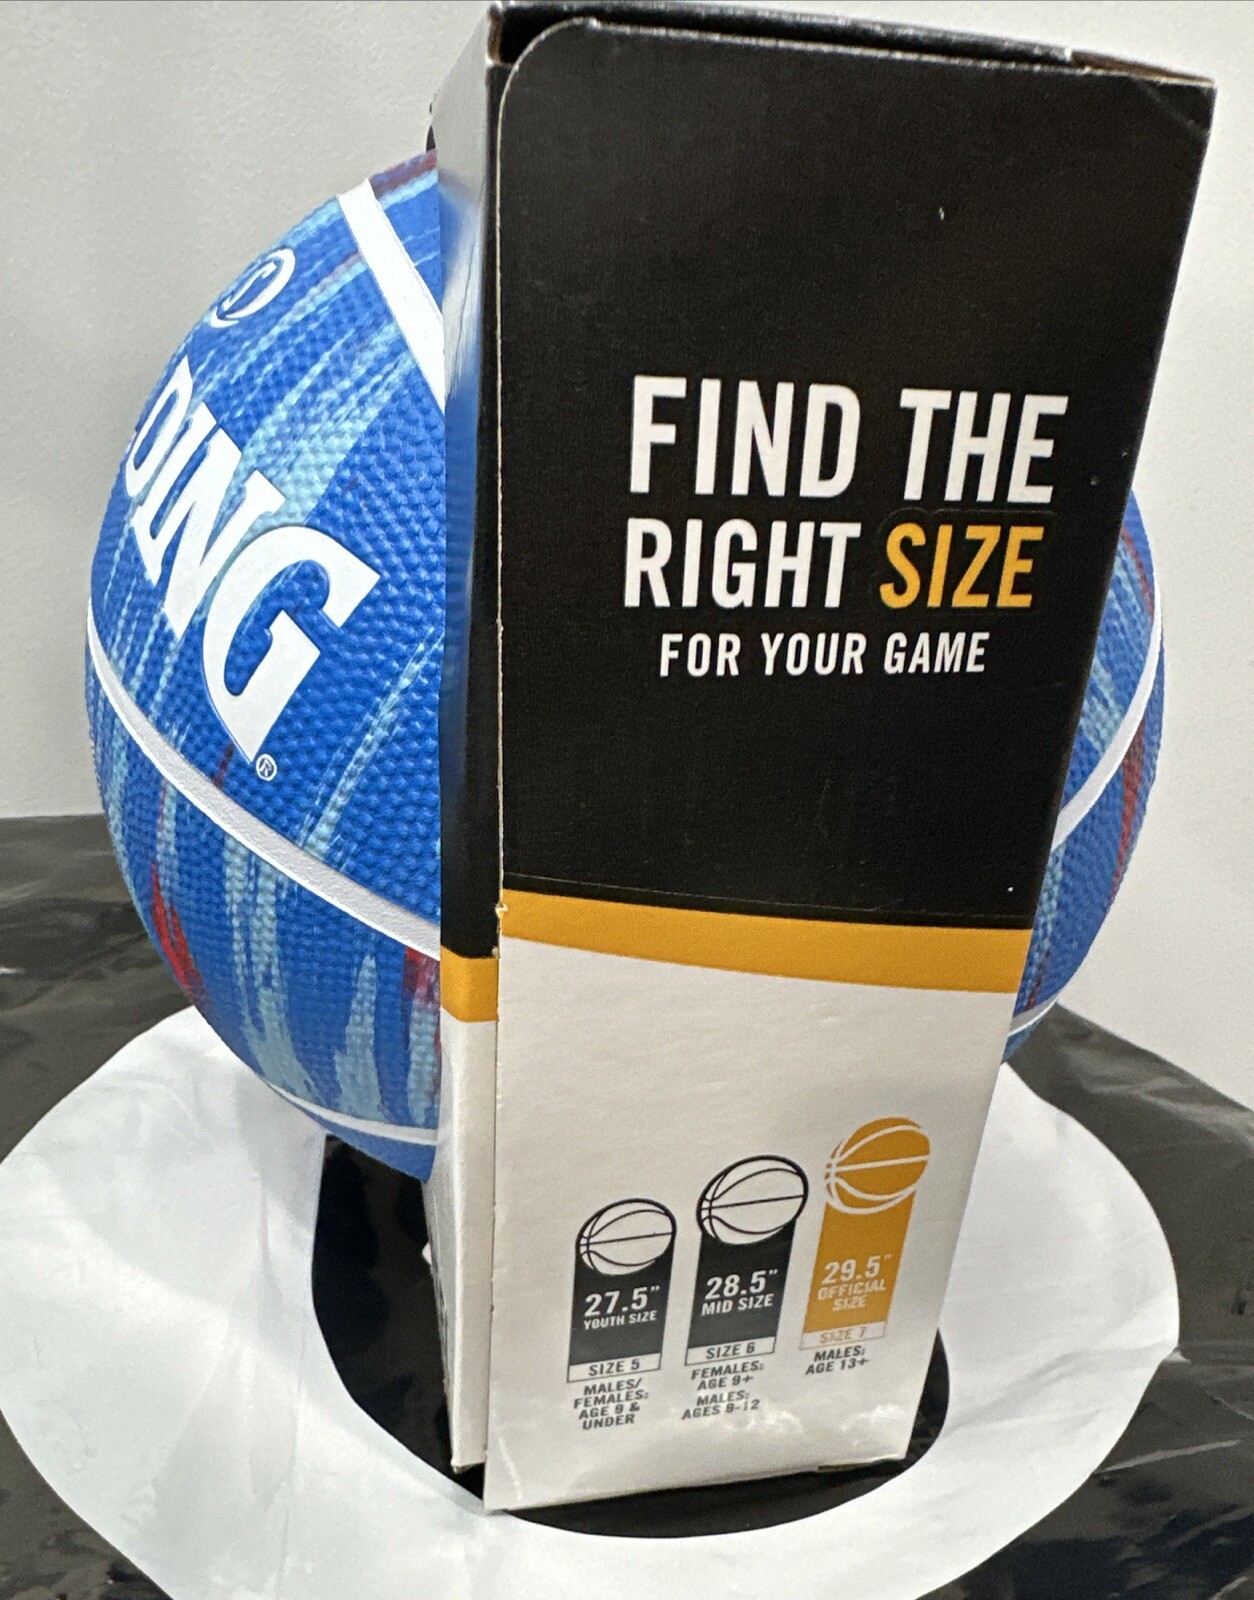 DING
®
FIND THE
RIGHT SIZE
FOR YOUR GAME
27.5"
YOUTH SIZE
SIZE 5
MALES/
FEMALES:
AGE 9 &
UNDER
28.5"
MID SIZE
SIZE 6
FEMALES:
AGE 9+
MALES:
AGES 9-12
29.5"
OFFICIAL
SIZE
SIZE 7
MALES:
AGE 13+